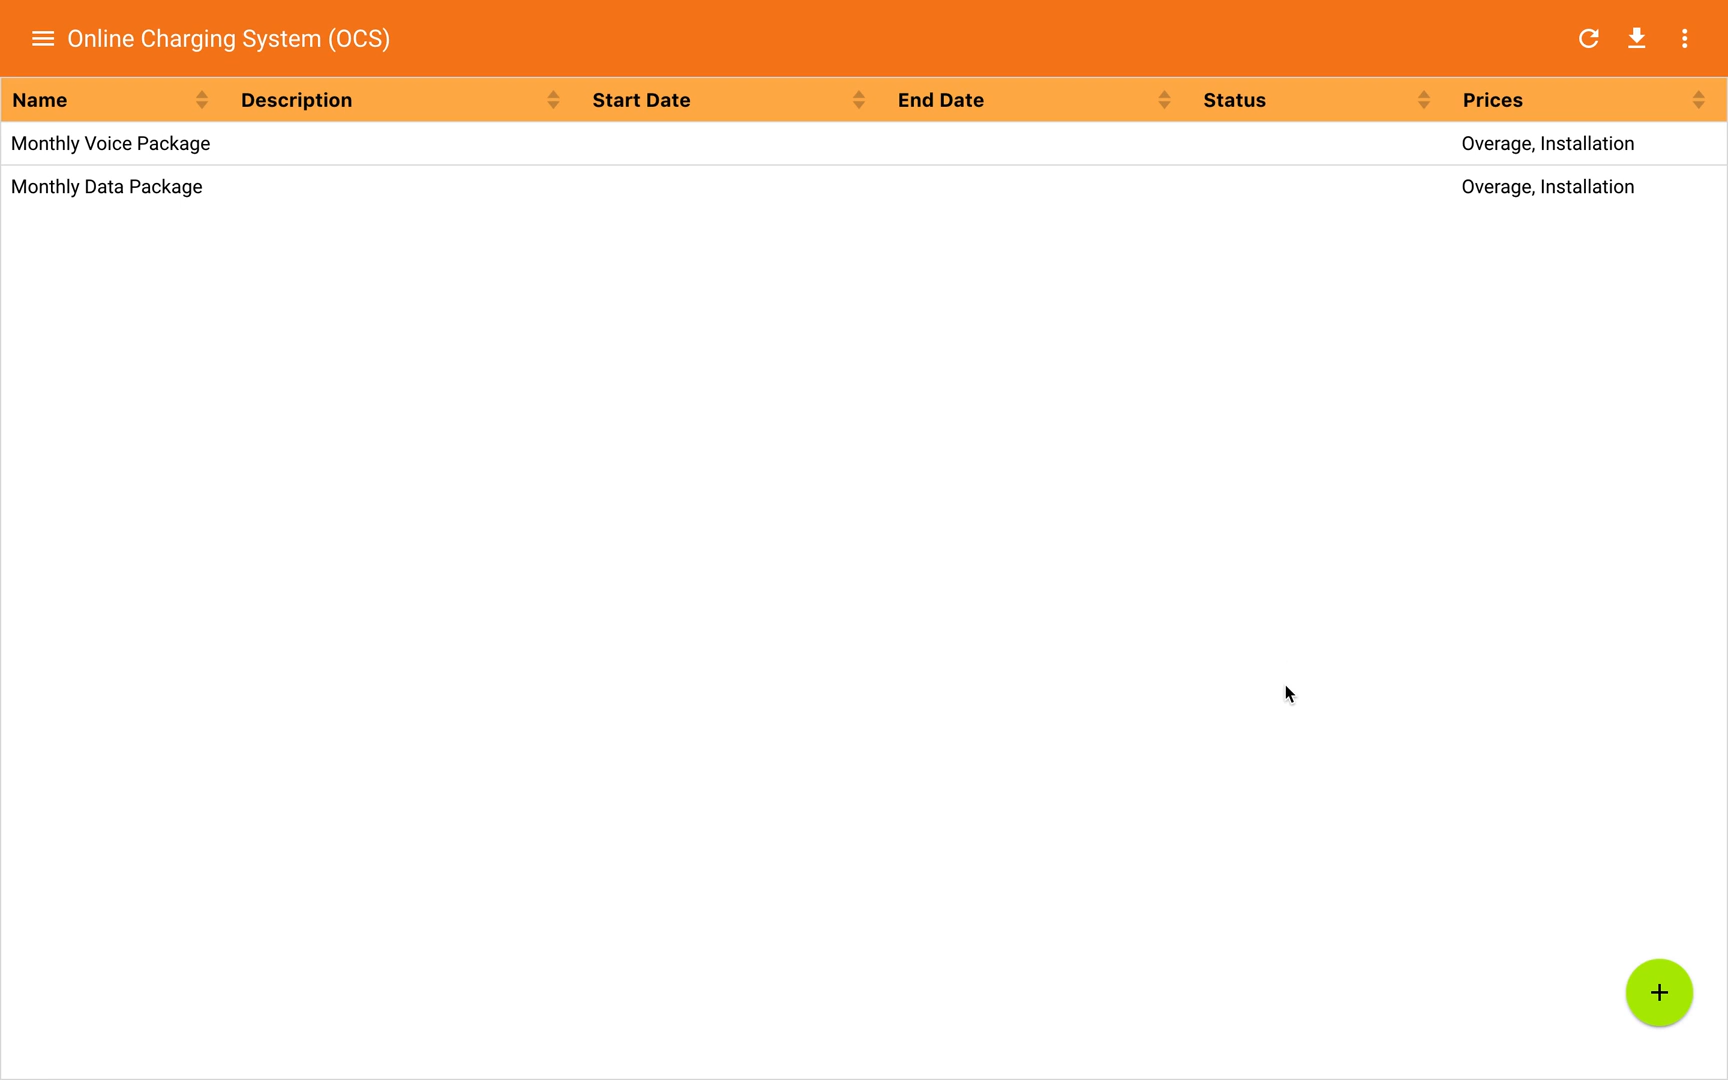 Online Charging System (OCS)
Name Description Start Date End Date Status Prices
Monthly Voice Package Overage, Installation
Monthly Data Package Overage, Installation